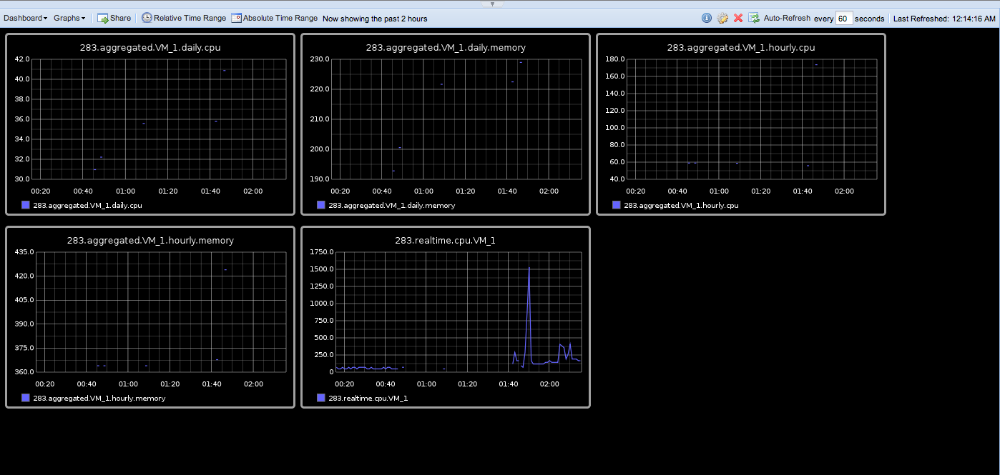 Dashboard Graphs Share Relative Time Range Absolute Time Range Now showing the past 2 hours Auto-Refresh every 60 seconds Last Refreshed: 12:14:16 AM
283.aggregated.VM_1.daily.cpu
42.0
40.0
38.0
36.0
34.0
32.0
30.0
00:20 00:40 01:00 01:20 01:40 02:00
283.aggregated.VM_1.daily.cpu
283.aggregated.VM_1.daily.memory
230.0
220.0
210.0
200.0
190.0
00:20 00:40 01:00 01:20 01:40 02:00
283.aggregated.VM_1.daily.memory
283.aggregated.VM_1.hourly.cpu
180.0
160.0
140.0
120.0
100.0
80.0
60.0
40.0
00:20 00:40 01:00 01:20 01:40 02:00
283.aggregated.VM_1.hourly.cpu
283.aggregated.VM_1.hourly.memory
435.0
420.0
405.0
390.0
375.0
360.0
00:20 00:40 01:00 01:20 01:40 02:00
283.aggregated.VM_1.hourly.memory
283.realtime.cpu.VM_1
1750.0
1500.0
1250.0
1000.0
750.0
500.0
250.0
0
00:20 00:40 01:00 01:20 01:40 02:00
283.realtime.cpu.VM_1